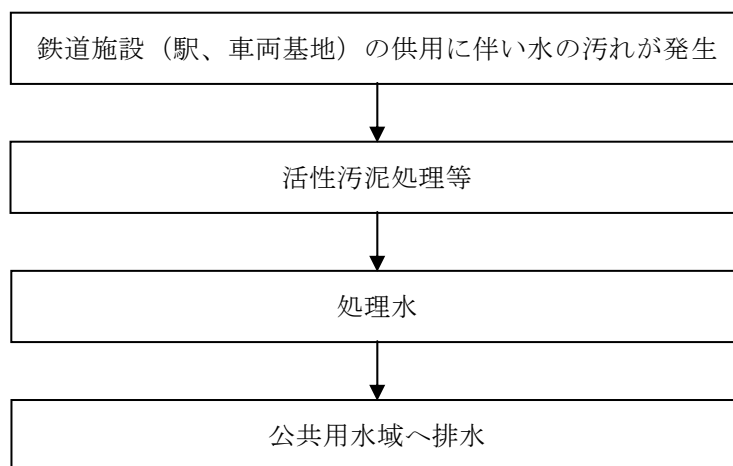 鉄道施設（駅、車両基地）の供用に伴い水の汚れが発生
活性汚泥処理等
処理水
公共用水域へ排水